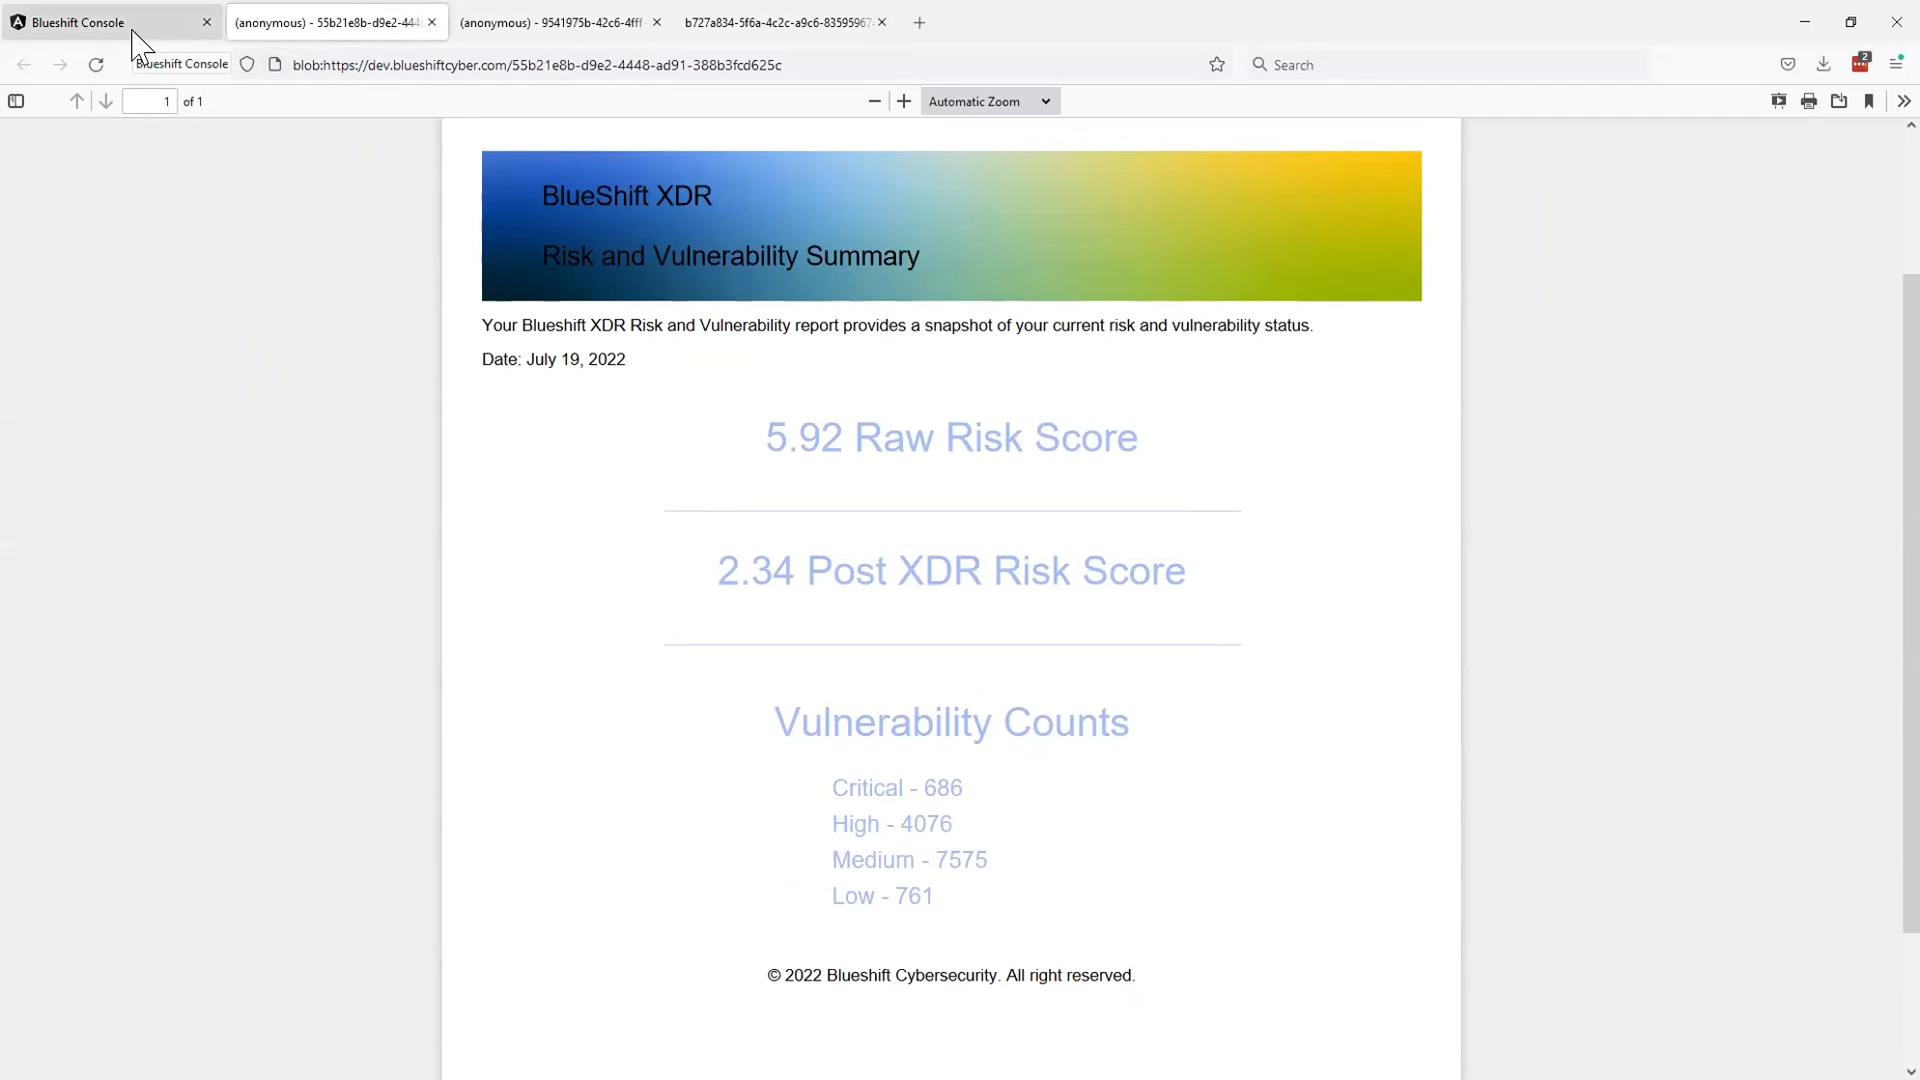 Blueshift Console
(anonymous) - 55b21e8b-d9e2-444
(anonymous) - 9541975b-42c6-4fff-
b727a834-5f6a-4c2c-a9c6-83595967
Blueshift Console
blob:https://dev.blueshiftcyber.com/55b21e8b-d9e2-4448-ad91-388b3fcd625c
Search
2
1 of 1
Automatic Zoom
BlueShift XDR
Risk and Vulnerability Summary
Your Blueshift XDR Risk and Vulnerability report provides a snapshot of your current risk and vulnerability status.
Date: July 19, 2022
5.92 Raw Risk Score
2.34 Post XDR Risk Score
Vulnerability Counts
Critical - 686
High - 4076
Medium - 7575
Low - 761
© 2022 Blueshift Cybersecurity. All right reserved.